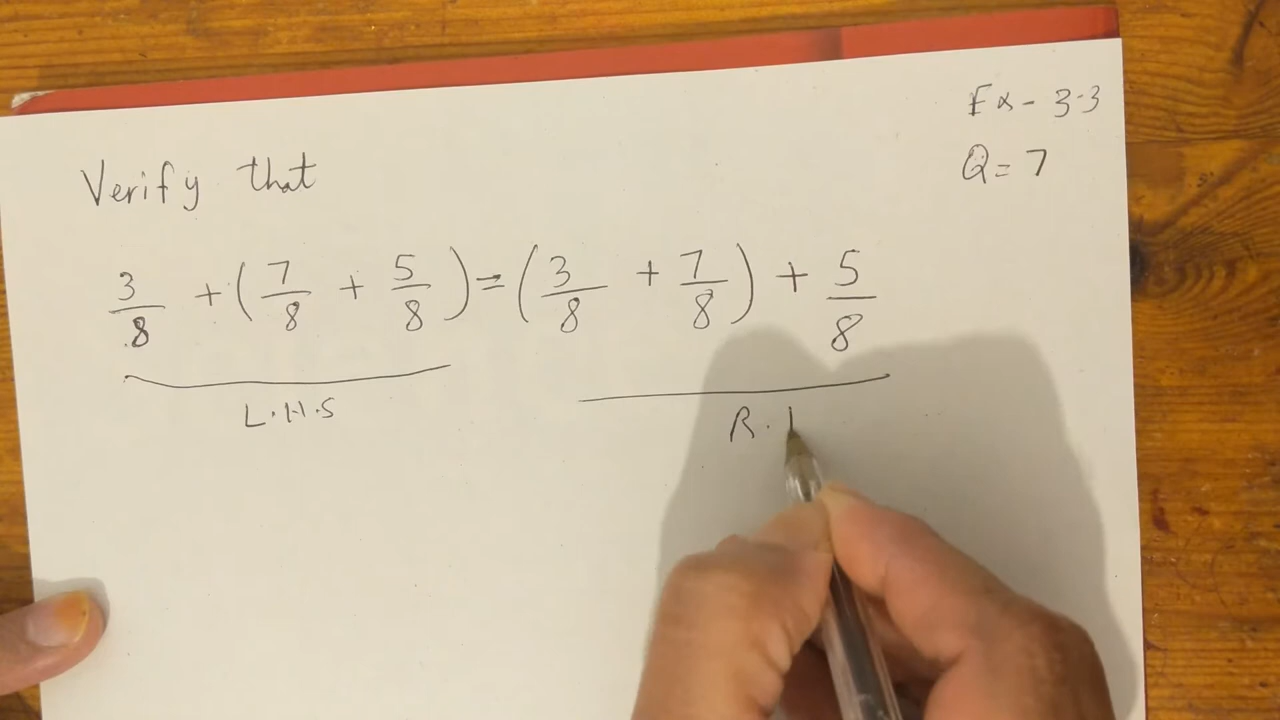 Ex - 3.3
Q = 7
Verify that
3/8 + (7/8 + 5/8) = (3/8 + 7/8) + 5/8
L.H.S R.